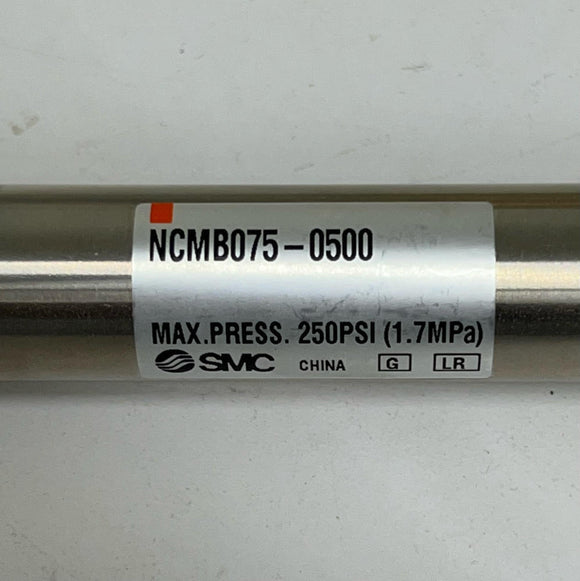 NCMB075-0500
MAX.PRESS. 250PSI (1.7MPa)
SMC CHINA G LR